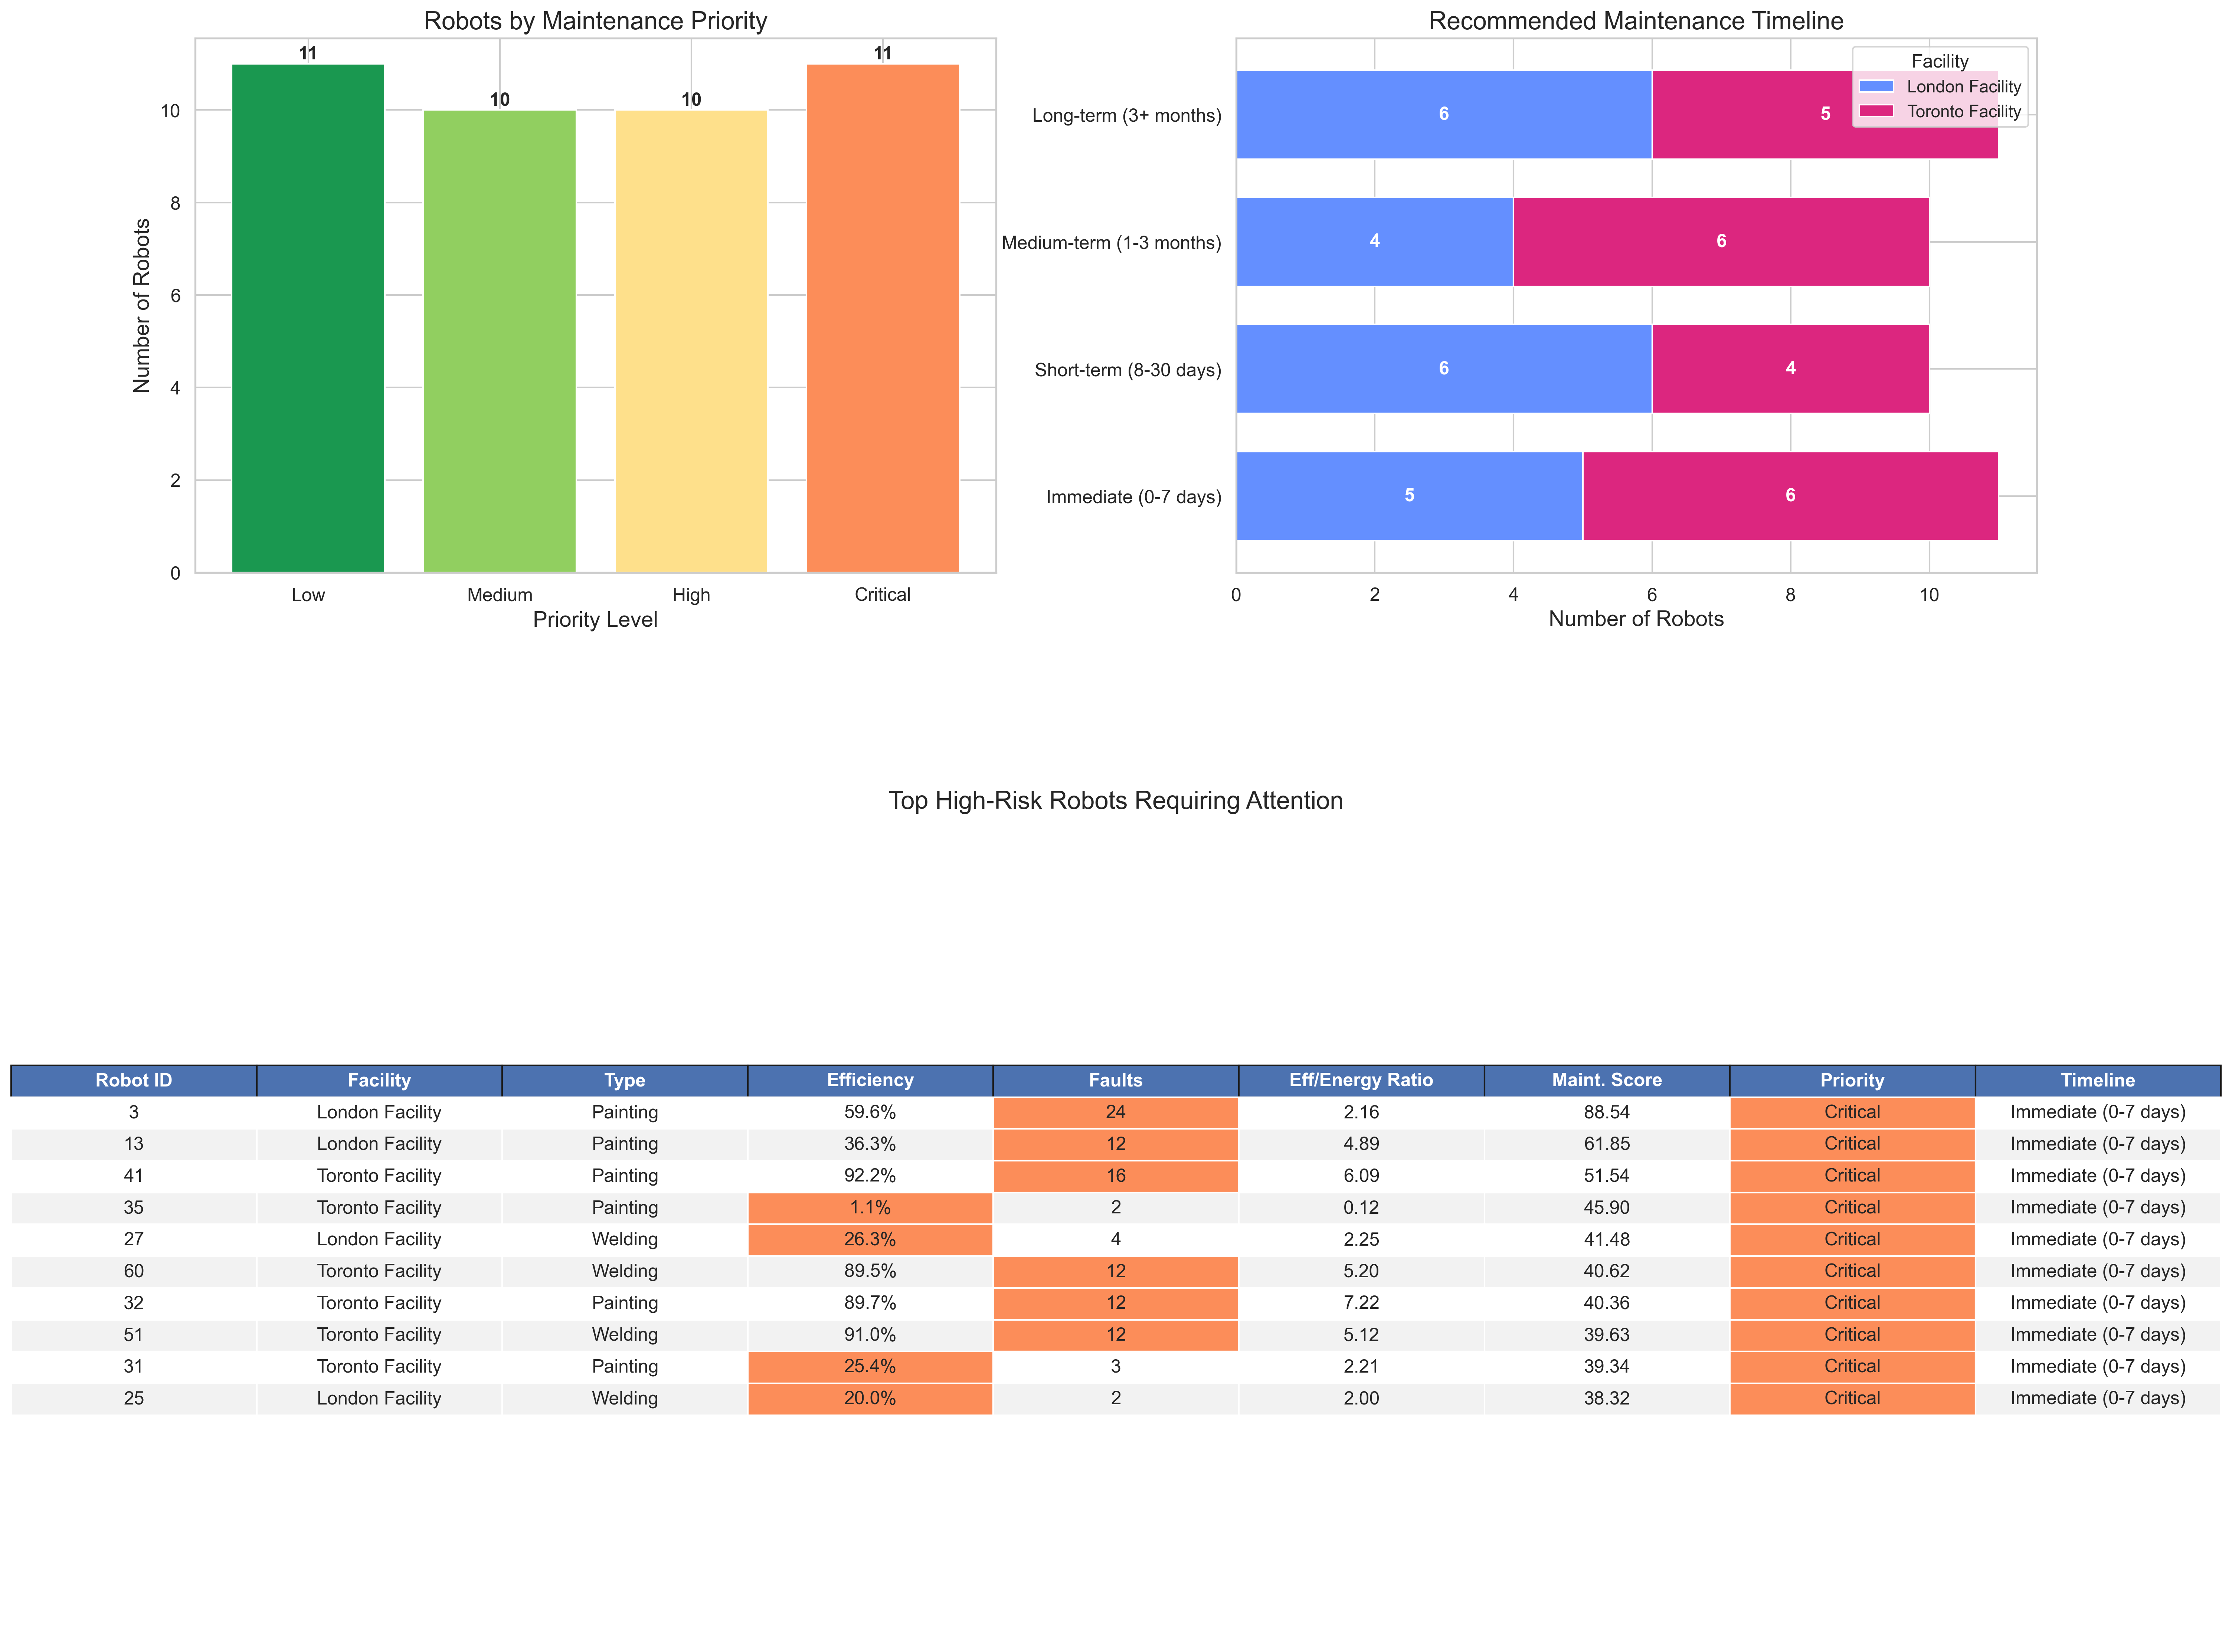 Robots by Maintenance Priority
11
10
10
11
10
8
6
4
2
0
Number of Robots
Low Medium High Critical
Priority Level
Recommended Maintenance Timeline
Facility
London Facility
Toronto Facility
Long-term (3+ months) 6 5
Medium-term (1-3 months) 4 6
Short-term (8-30 days) 6 4
Immediate (0-7 days) 5 6
0 2 4 6 8 10
Number of Robots
Top High-Risk Robots Requiring Attention
Robot ID Facility Type Efficiency Faults Eff/Energy Ratio Maint. Score Priority Timeline
3 London Facility Painting 59.6% 24 2.16 88.54 Critical Immediate (0-7 days)
13 London Facility Painting 36.3% 12 4.89 61.85 Critical Immediate (0-7 days)
41 Toronto Facility Painting 92.2% 16 6.09 51.54 Critical Immediate (0-7 days)
35 Toronto Facility Painting 1.1% 2 0.12 45.90 Critical Immediate (0-7 days)
27 London Facility Welding 26.3% 4 2.25 41.48 Critical Immediate (0-7 days)
60 Toronto Facility Welding 89.5% 12 5.20 40.62 Critical Immediate (0-7 days)
32 Toronto Facility Painting 89.7% 12 7.22 40.36 Critical Immediate (0-7 days)
51 Toronto Facility Welding 91.0% 12 5.12 39.63 Critical Immediate (0-7 days)
31 Toronto Facility Painting 25.4% 3 2.21 39.34 Critical Immediate (0-7 days)
25 London Facility Welding 20.0% 2 2.00 38.32 Critical Immediate (0-7 days)